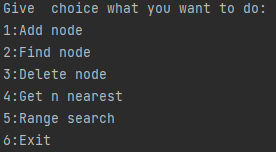 Give  choice what you want to do:
1:Add node
2:Find node
3:Delete node
4:Get n nearest
5:Range search
6:Exit